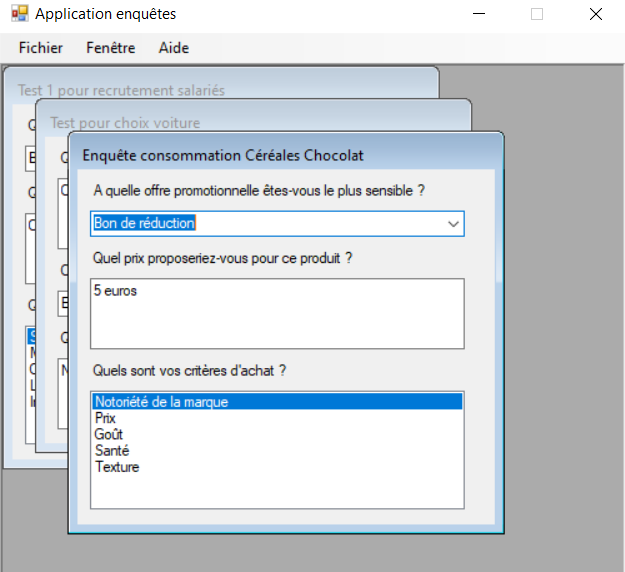 Application enquêtes
Fichier Fenêtre Aide
Test 1 pour recrutement salariés
Test pour choix voiture
Enquête consommation Céréales Chocolat
A quelle offre promotionnelle êtes-vous le plus sensible ?
Bon de réduction
Quel prix proposeriez-vous pour ce produit ?
5 euros
Quels sont vos critères d'achat ?
Notoriété de la marque
Prix
Goût
Santé
Texture